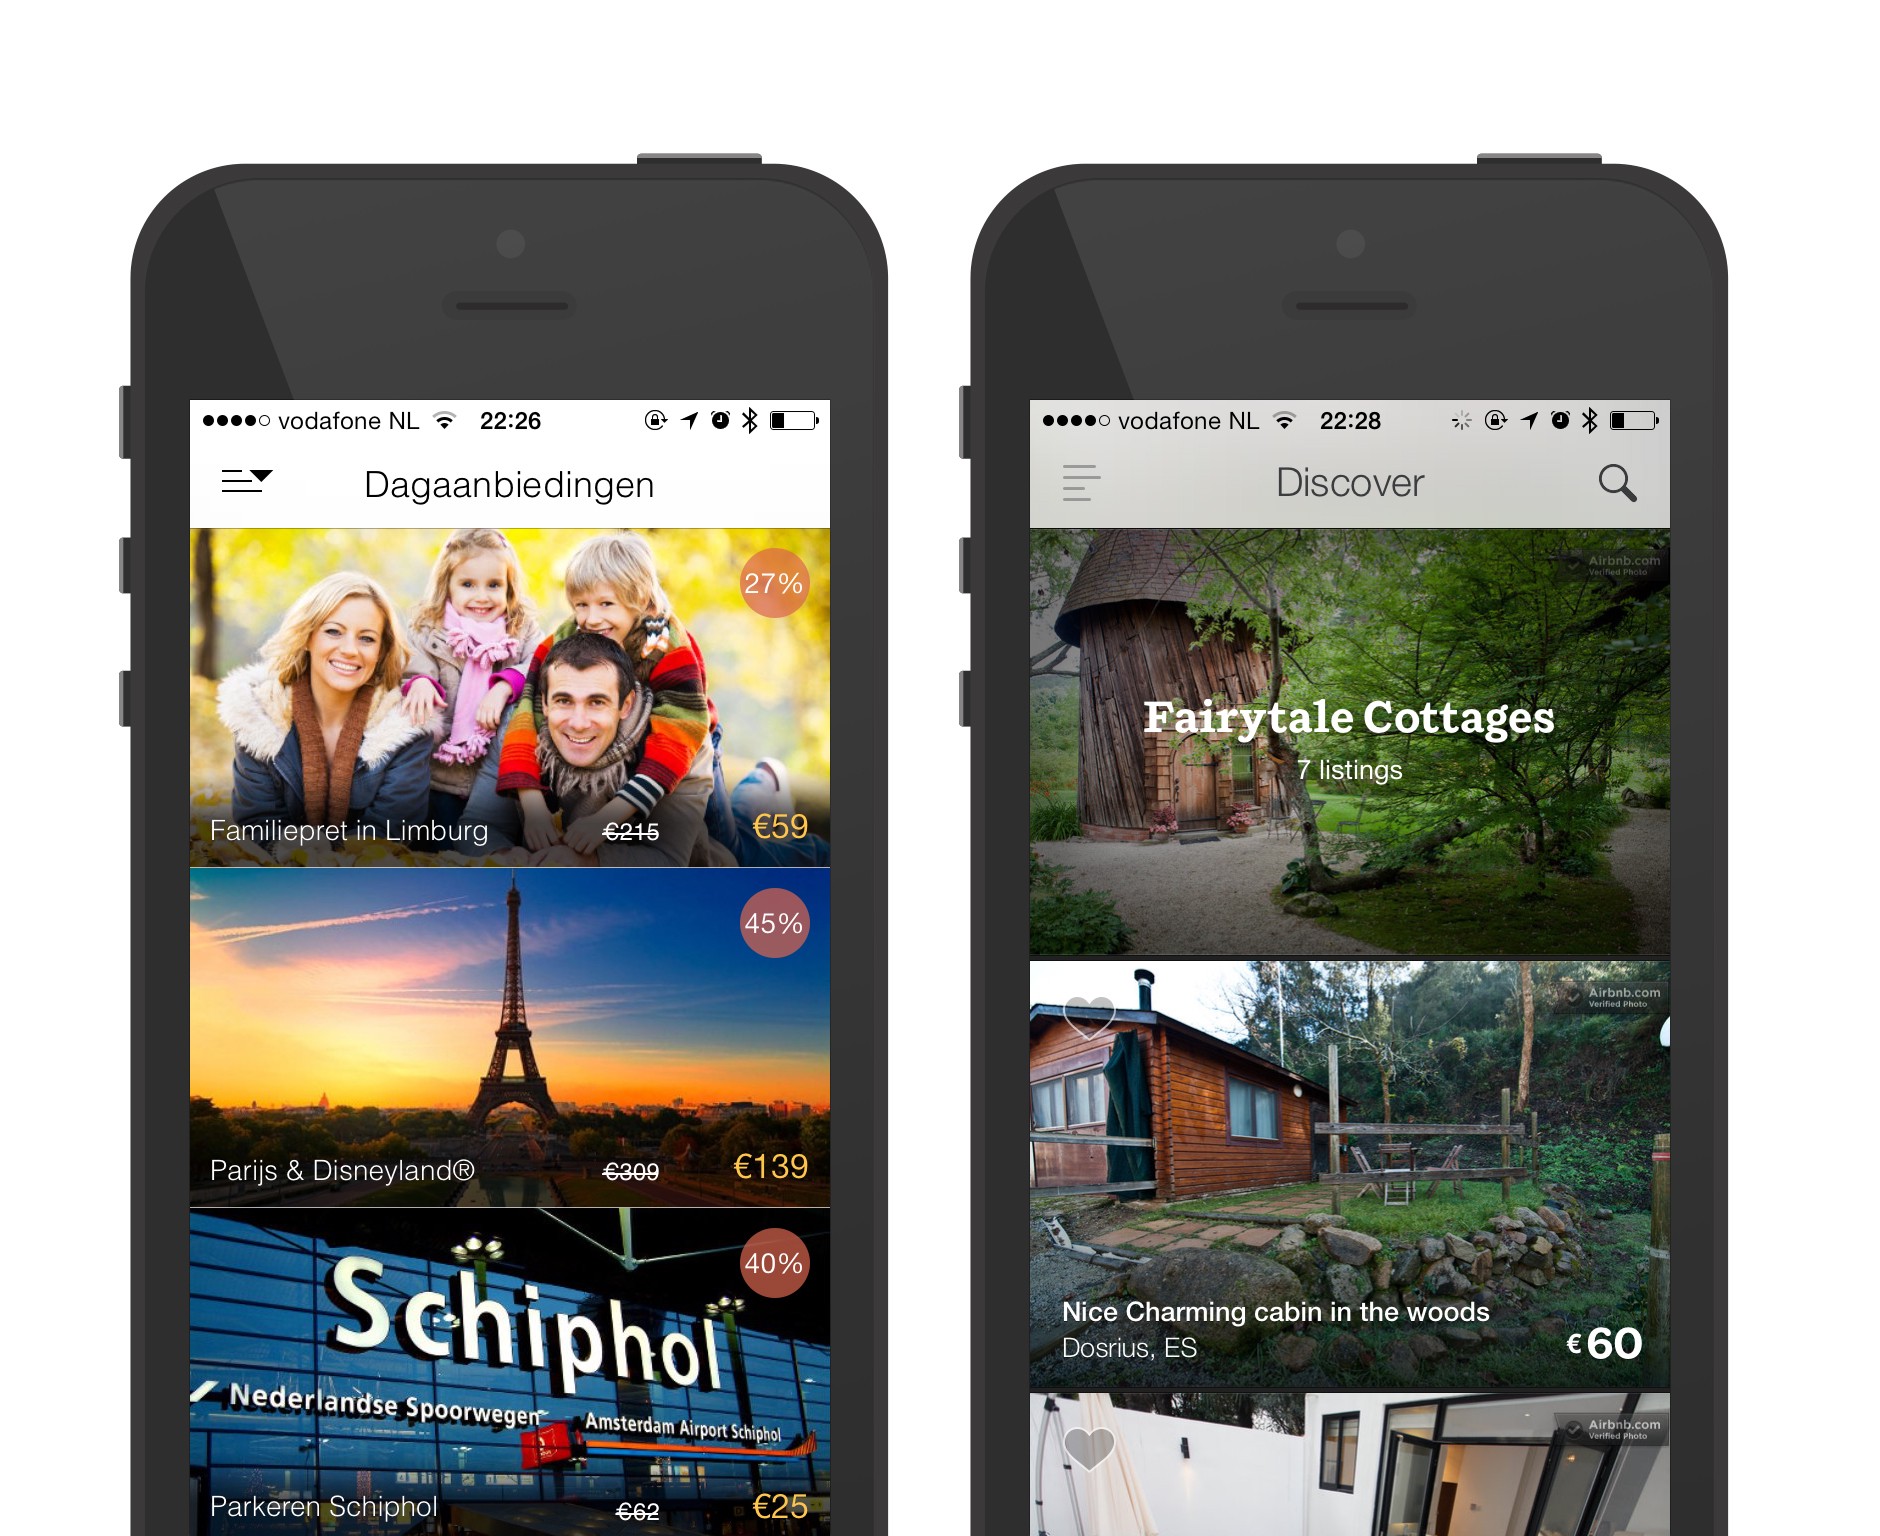 vodafone NL 22:26
Dagaanbiedingen
27%
Familiepret in Limburg €215 €59
45%
Parijs & Disneyland® €309 €139
40%
Schiphol
Nederlandse Spoorwegen
Amsterdam Airport Schiphol
Parkeren Schiphol €62 €25
vodafone NL 22:28
Discover
Airbnb.com
Verified Photo
Fairytale Cottages
7 listings
Airbnb.com
Verified Photo
Nice Charming cabin in the woods
Dosrius, ES
€60
Airbnb.com
Verified Photo